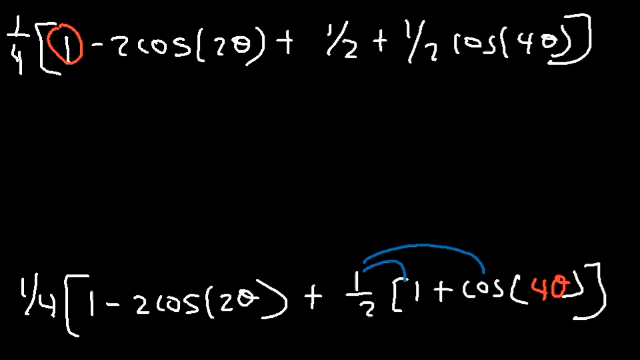 1/4 [1 - 2cos(2θ) + 1/2 + 1/2 cos(4θ)]
1/4 [1 - 2cos(2θ) + 1/2 [1 + cos(4θ)]